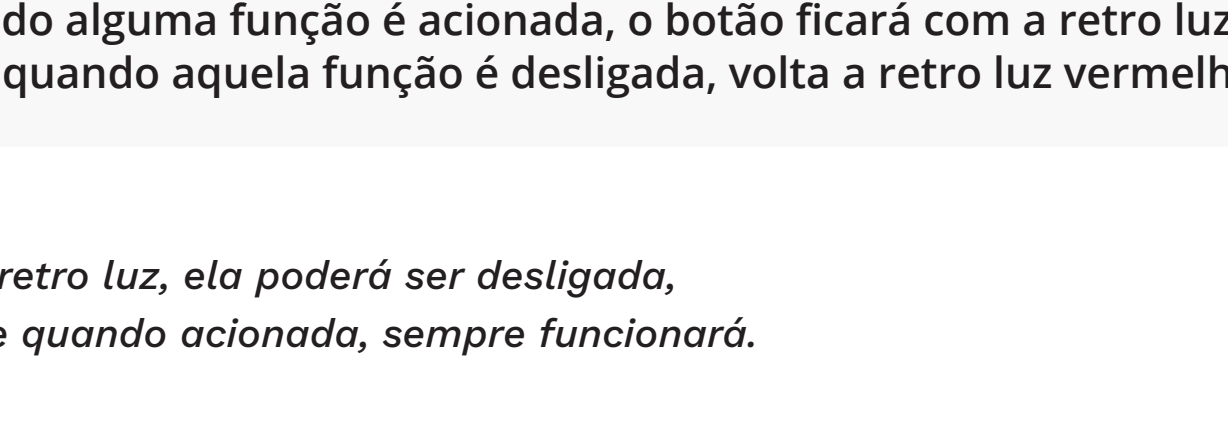 do alguma função é acionada, o botão ficará com a retro luz
quando aquela função é desligada, volta a retro luz vermelh
retro luz, ela poderá ser desligada,
e quando acionada, sempre funcionará.